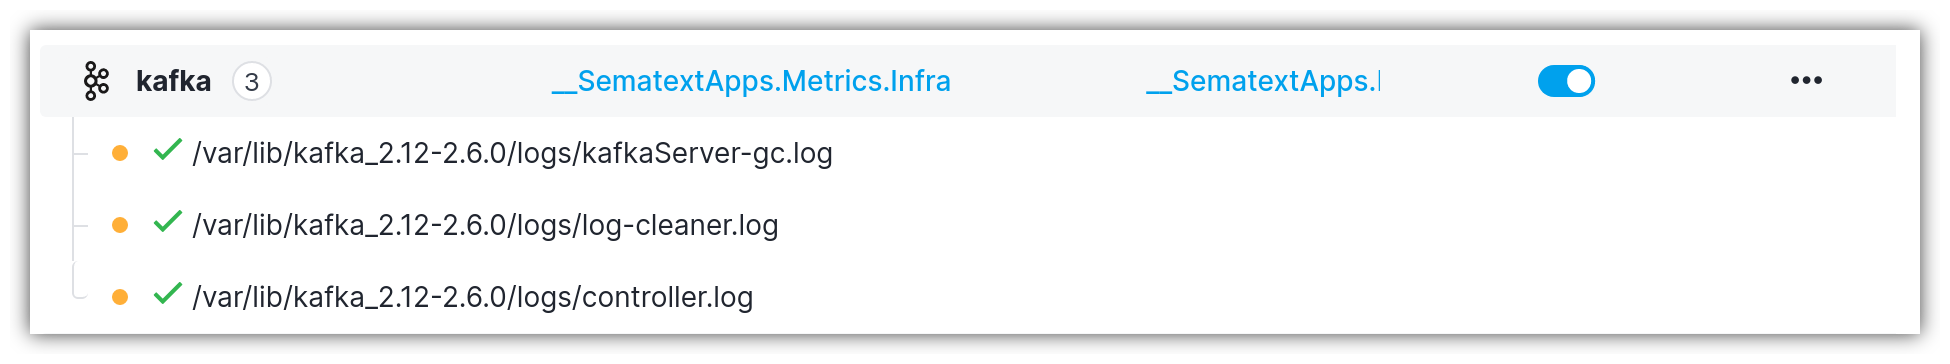 kafka 3 __SematextApps.Metrics.Infra __SematextApps.
/var/lib/kafka_2.12-2.6.0/logs/kafkaServer-gc.log
/var/lib/kafka_2.12-2.6.0/logs/log-cleaner.log
/var/lib/kafka_2.12-2.6.0/logs/controller.log